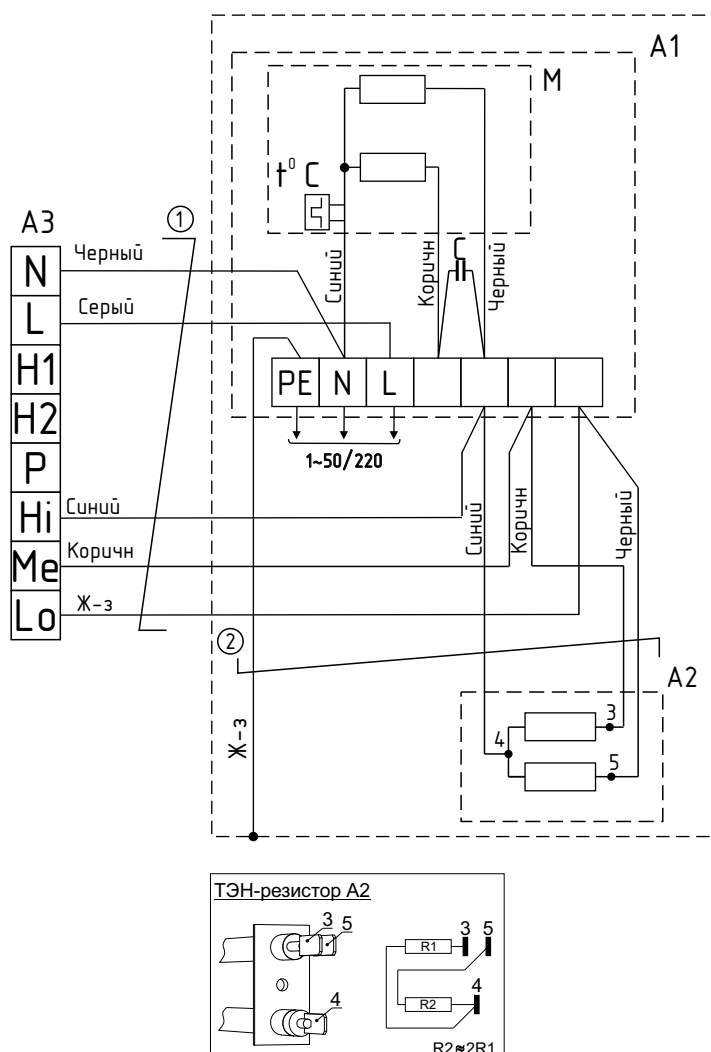 A1
M
t° C
A3
1
N
L
H1
H2
P
Hi
Me
Lo
Черный
Серый
Синий
Коричн
Ж-з
Синий
Коричн
C
Черный
PE N L
1~50/220
Синий
Коричн
Черный
2
A2
Ж-з
3
4
5
ТЭН-резистор А2
3 5
4
R1 3 5
R2 4
R2≈2R1